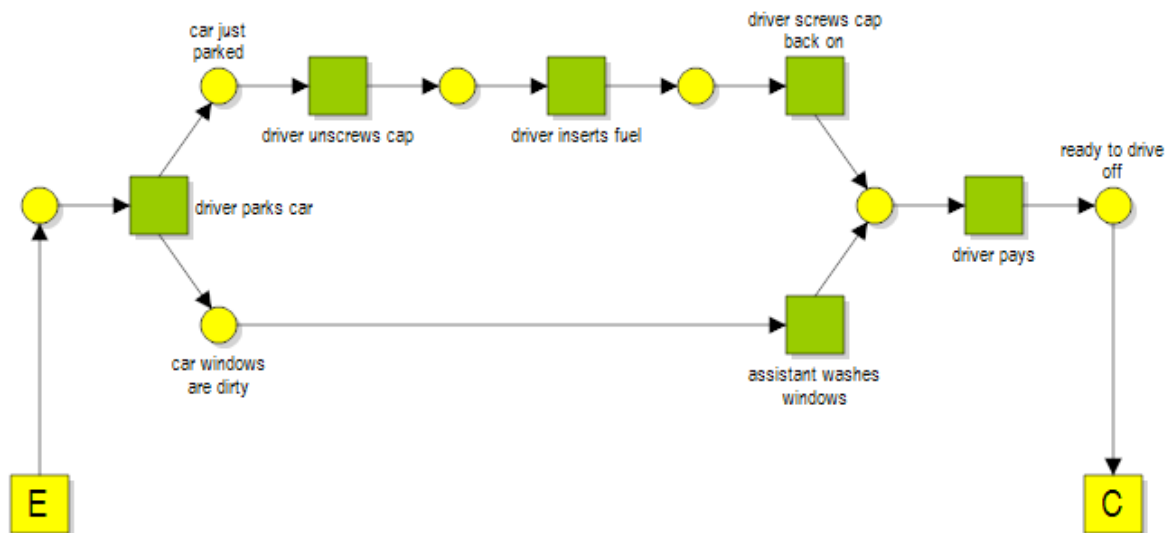 car just
parked
driver screws cap
back on
driver unscrews cap
driver inserts fuel
ready to drive
off
driver parks car
driver pays
car windows
are dirty
assistant washes
windows
E
C